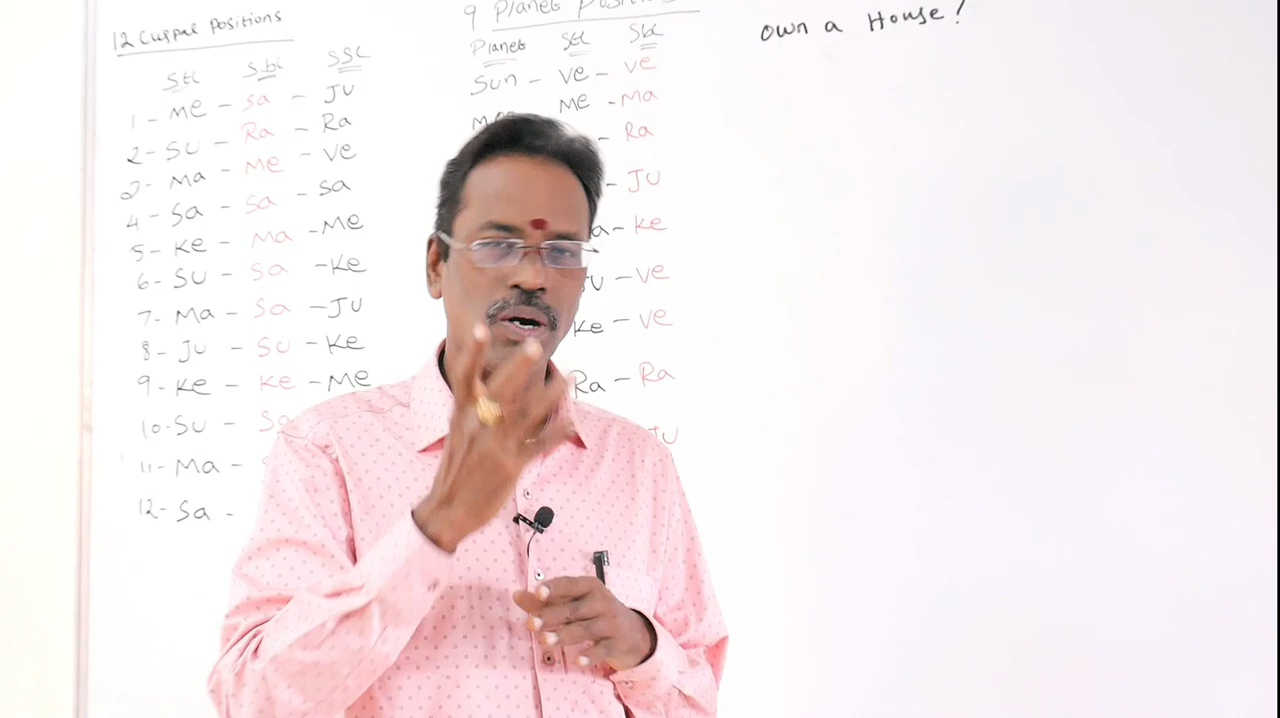 12 Cuspal Positions
Stl Sbl SSL
1 - Me - Sa - JU
2 - SU - Ra - Ra
3 - Ma - Me - Ve
4 - Sa - Sa - Sa
5 - Ke - Ma - Me
6 - SU - Sa - Ke
7 - Ma - Sa - JU
8 - JU - SU - Ke
9 - Ke - Ke - Me
10 - SU - Sa
11 - Ma -
12 - Sa -
9 Planet
Planet Stl Sbl
Sun - Ve - Ve
Me - Ma
- Ra
- JU
- Ke
- Ve
Ke - Ve
Ra - Ra
JU
Own a House?